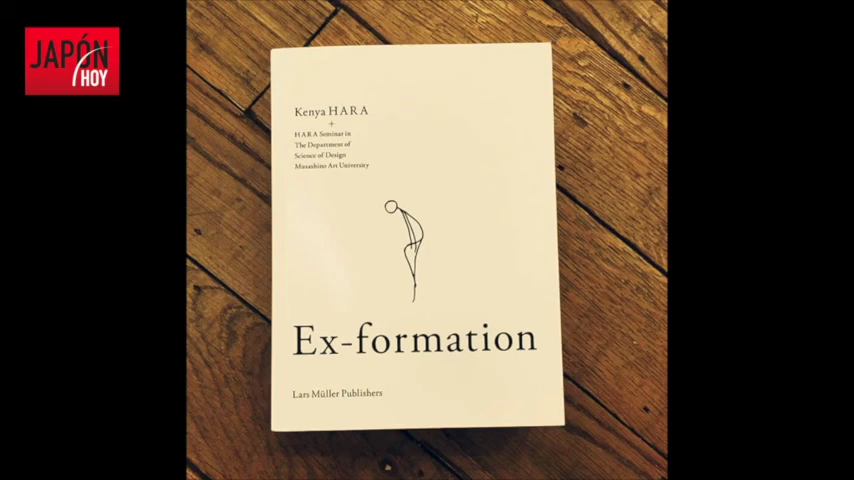 JAPÓN
HOY
Kenya HARA
+
HARA Seminar in
The Department of
Science of Design
Musashino Art University
Ex-formation
Lars Müller Publishers